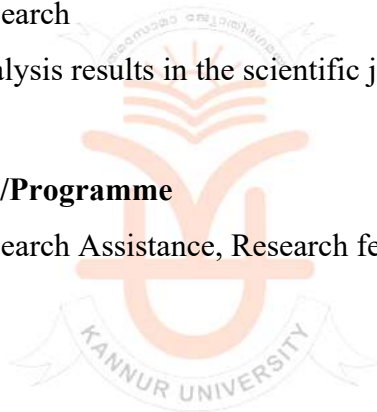 earch
alysis results in the scientific j
/Programme
earch Assistance, Research fe
KANNUR UNIVERSITY